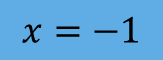 x = −1